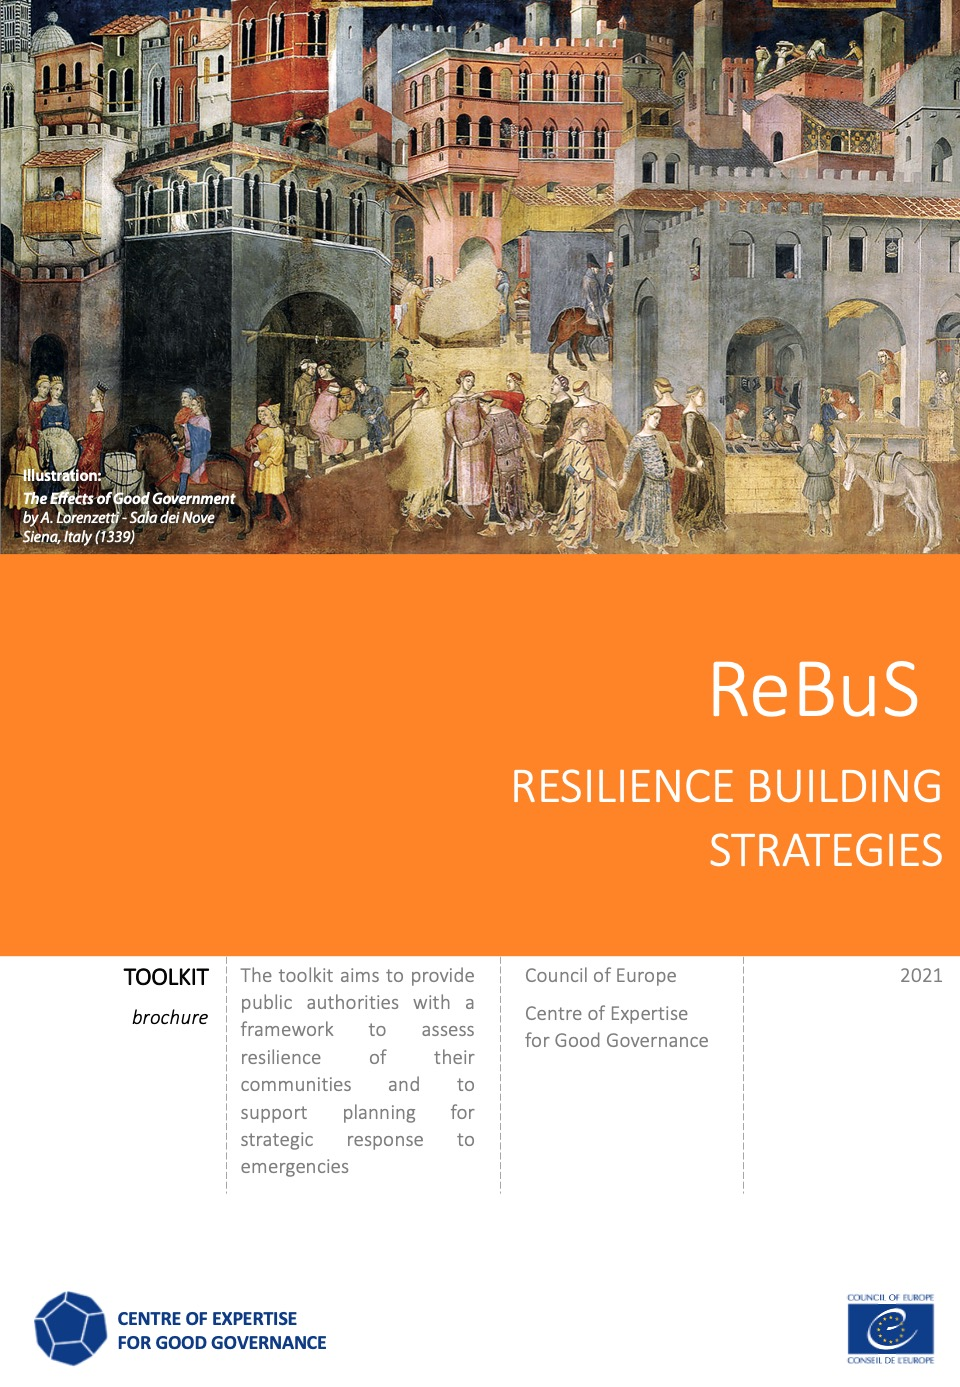 Illustration:
The Effects of Good Government
by A. Lorenzetti - Sala dei Nove
Siena, Italy (1339)
ReBuS
RESILIENCE BUILDING
STRATEGIES
TOOLKIT
brochure
The toolkit aims to provide
public authorities with a
framework to assess
resilience of their
communities and to
support planning for
strategic response to
emergencies
Council of Europe
Centre of Expertise
for Good Governance
2021
CENTRE OF EXPERTISE
FOR GOOD GOVERNANCE
COUNCIL OF EUROPE
CONSEIL DE L'EUROPE